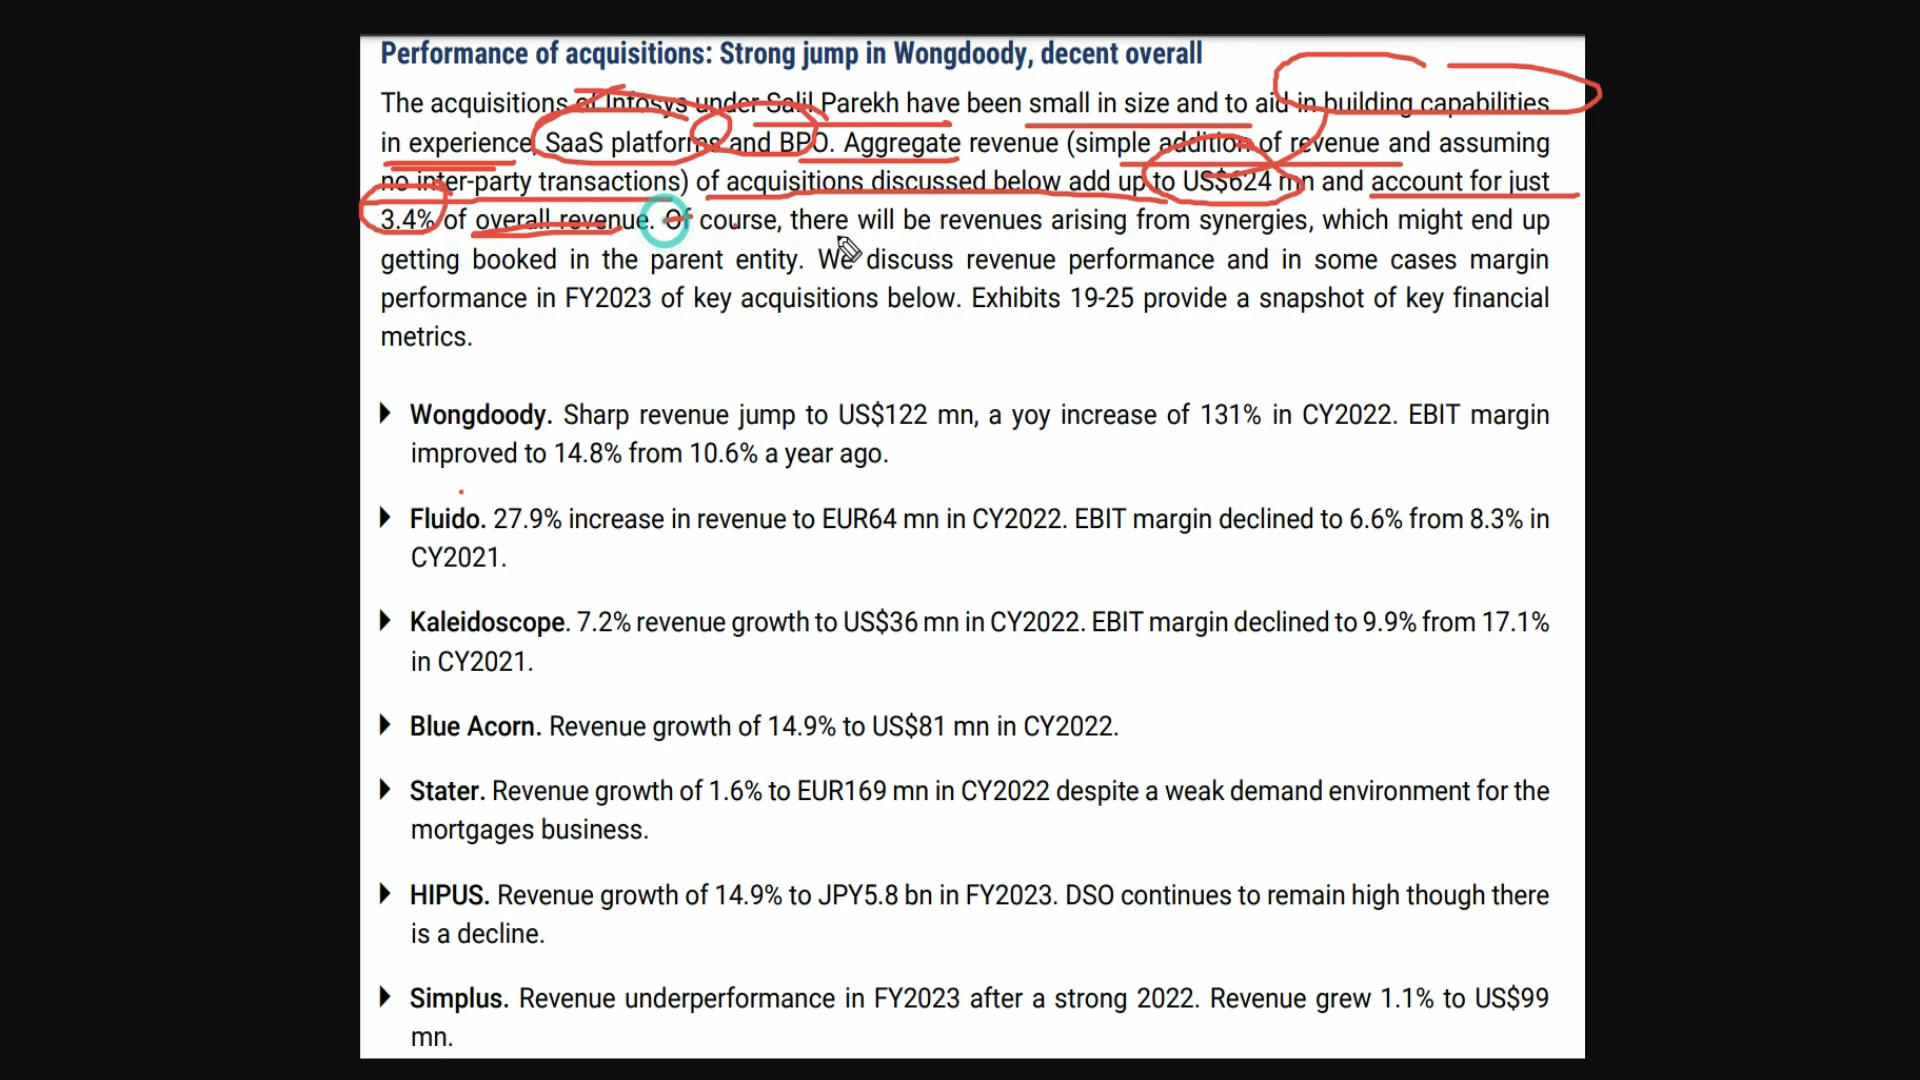 Performance of acquisitions: Strong jump in Wongdoody, decent overall
The acquisitions of Infosys under Salil Parekh have been small in size and to aid in building capabilities
in experience, SaaS platforms and BPO. Aggregate revenue (simple addition of revenue and assuming
no inter-party transactions) of acquisitions discussed below add up to US$624 mn and account for just
3.4% of overall revenue. Of course, there will be revenues arising from synergies, which might end up
getting booked in the parent entity. We discuss revenue performance and in some cases margin
performance in FY2023 of key acquisitions below. Exhibits 19-25 provide a snapshot of key financial
metrics.
Wongdoody. Sharp revenue jump to US$122 mn, a yoy increase of 131% in CY2022. EBIT margin
improved to 14.8% from 10.6% a year ago.
Fluido. 27.9% increase in revenue to EUR64 mn in CY2022. EBIT margin declined to 6.6% from 8.3% in
CY2021.
Kaleidoscope. 7.2% revenue growth to US$36 mn in CY2022. EBIT margin declined to 9.9% from 17.1%
in CY2021.
Blue Acorn. Revenue growth of 14.9% to US$81 mn in CY2022.
Stater. Revenue growth of 1.6% to EUR169 mn in CY2022 despite a weak demand environment for the
mortgages business.
HIPUS. Revenue growth of 14.9% to JPY5.8 bn in FY2023. DSO continues to remain high though there
is a decline.
Simplus. Revenue underperformance in FY2023 after a strong 2022. Revenue grew 1.1% to US$99
mn.